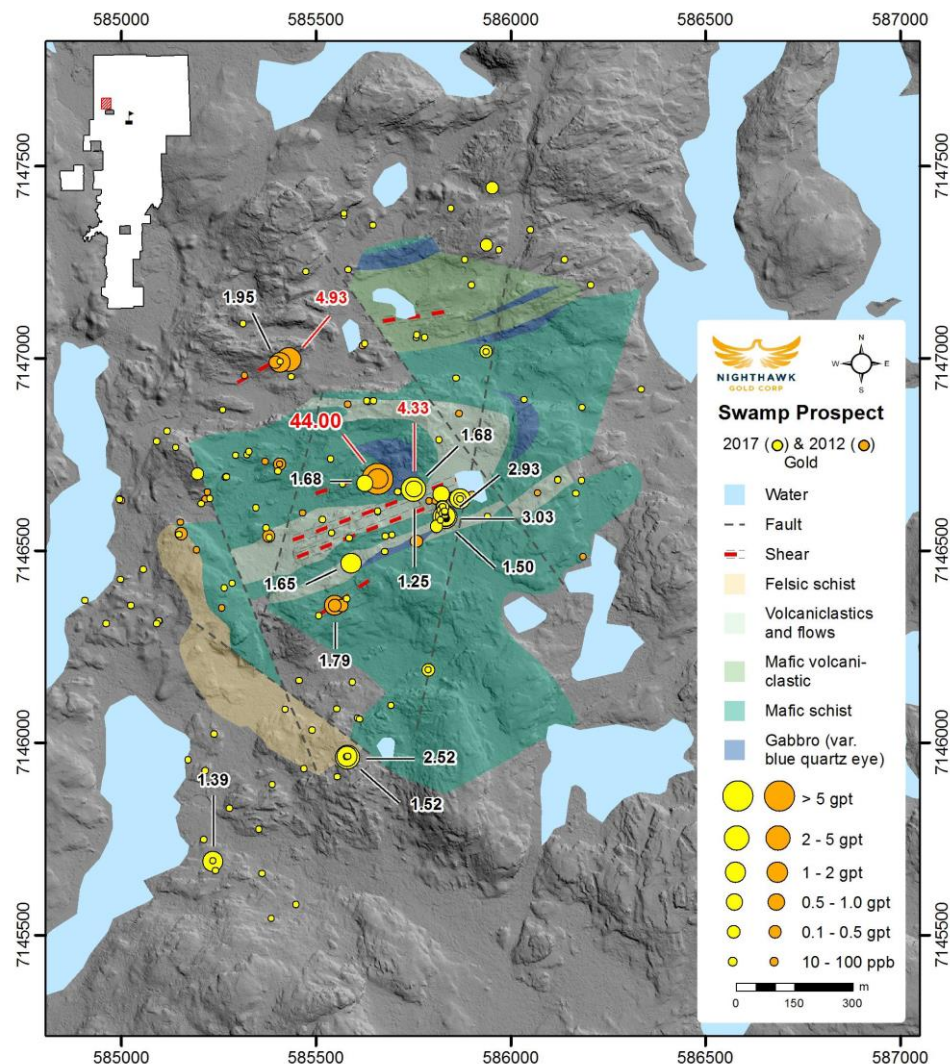 585000 585500 586000 586500 587000
7147500
7147500
1.95
4.93
7147000
7147000
NIGHTHAWK
GOLD CORP
N
W E
S
Swamp Prospect
2017 ( ) & 2012 ( )
Gold
44.00
4.33
1.68
1.68
2.93
3.03
7146500
7146500
1.50
1.65
1.25
1.79
Water
Fault
Shear
Felsic schist
Volcaniclastics
and flows
Mafic volcani-
clastic
Mafic schist
Gabbro (var.
blue quartz eye)
7146000
7146000
2.52
1.52
1.39
> 5 gpt
2 - 5 gpt
1 - 2 gpt
0.5 - 1.0 gpt
0.1 - 0.5 gpt
10 - 100 ppb
7145500
7145500
m
0 150 300
585000 585500 586000 586500 587000